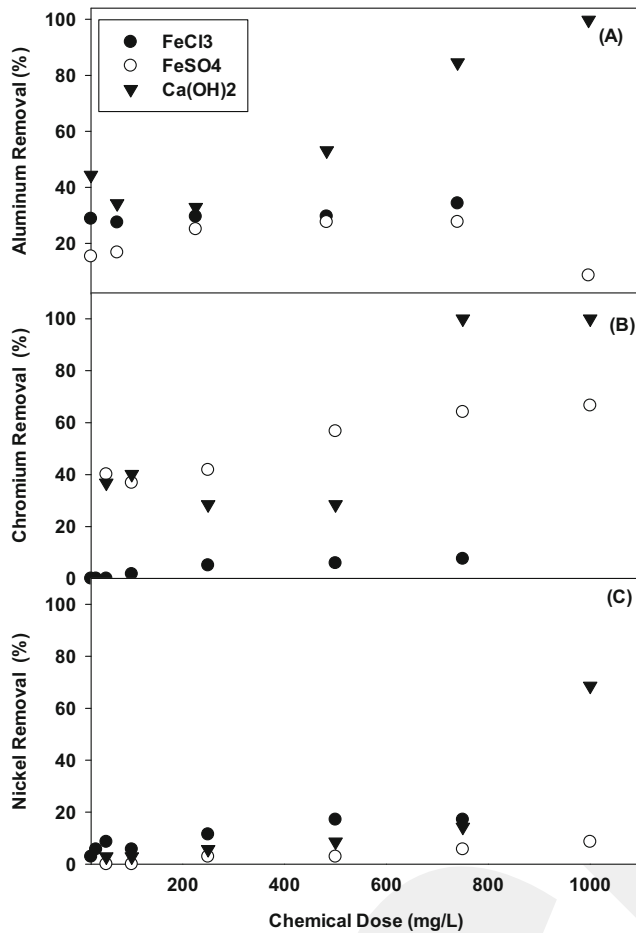 100
80
60
40
20
Aluminum Removal (%)
FeCl3
FeSO4
Ca(OH)2
(A)
100
80
60
40
20
0
Chromium Removal (%)
(B)
100
80
60
40
20
0
Nickel Removal (%)
(C)
200 400 600 800 1000
Chemical Dose (mg/L)